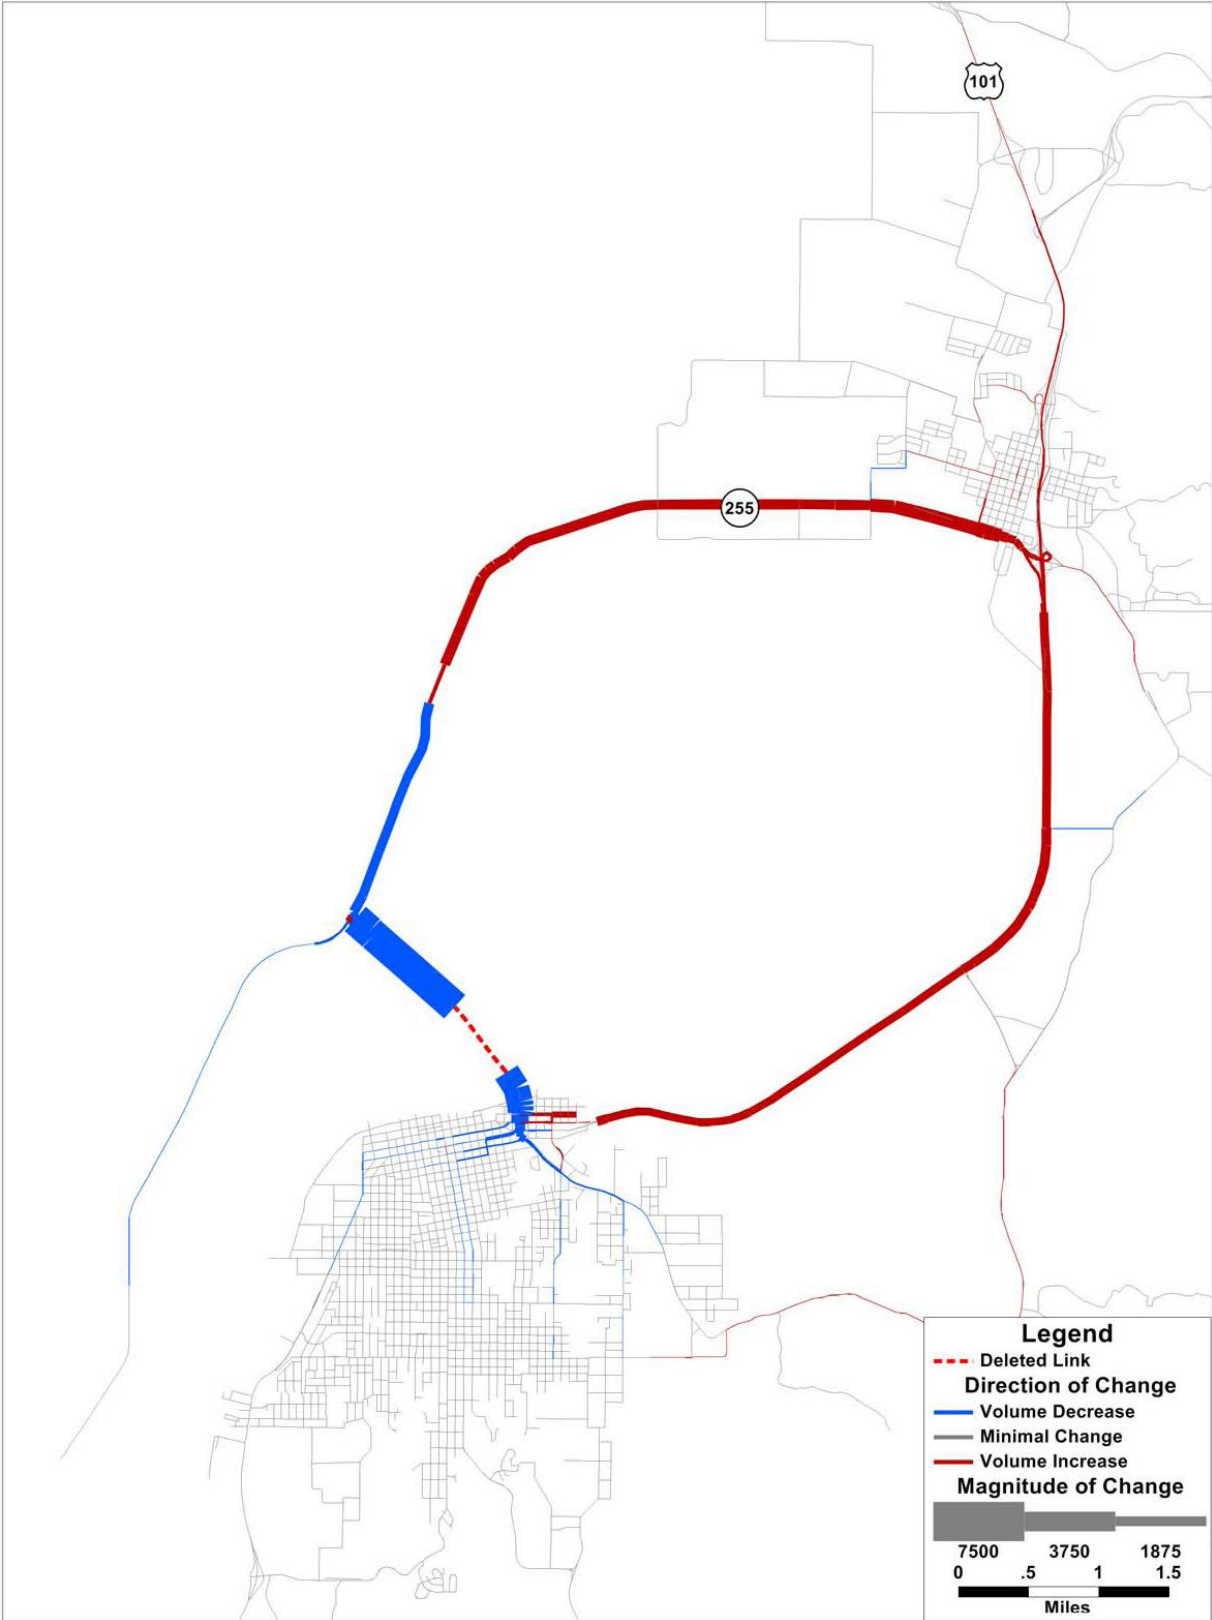 101
255
Legend
Deleted Link
Direction of Change
Volume Decrease
Minimal Change
Volume Increase
Magnitude of Change
7500 3750 1875
0 .5 1 1.5
Miles